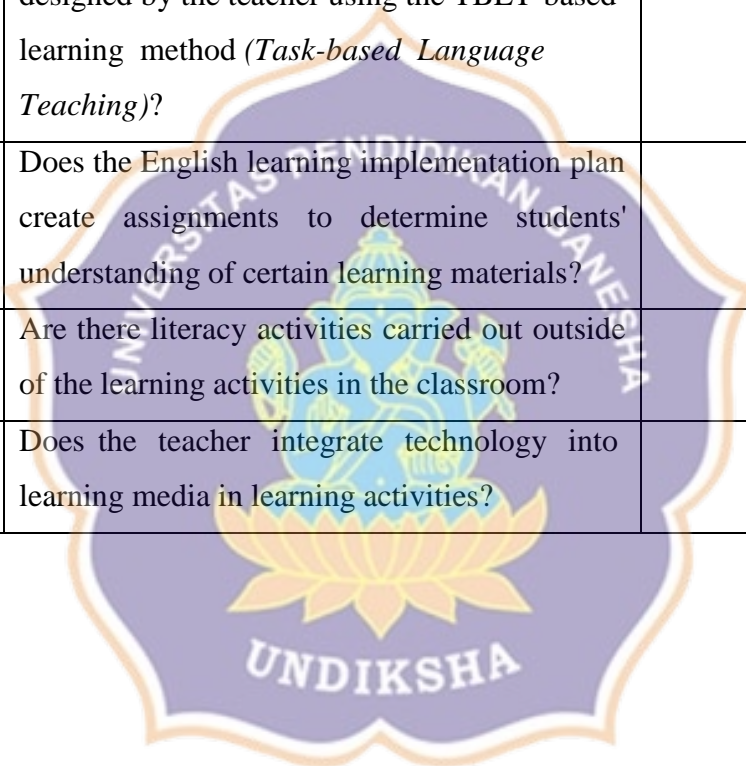 designed by the teacher using the TBLT-based
learning method (Task-based Language
Teaching)?
Does the English learning implementation plan
create assignments to determine students'
understanding of certain learning materials?
Are there literacy activities carried out outside
of the learning activities in the classroom?
Does the teacher integrate technology into
learning media in learning activities?
UNIVERSITAS PENDIDIKAN GANESHA
UNDIKSHA